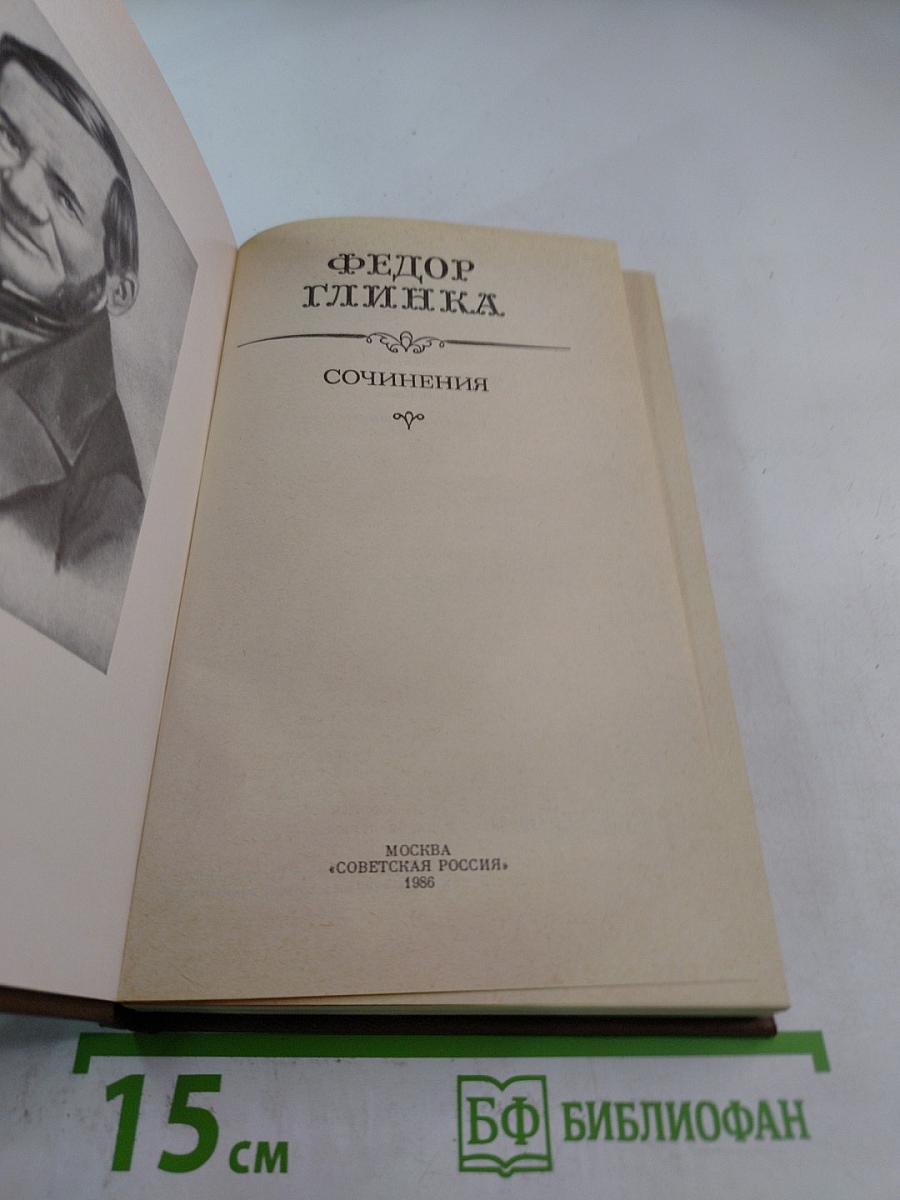 ФЕДОР
ГЛИНКА
СОЧИНЕНИЯ
МОСКВА
«СОВЕТСКАЯ РОССИЯ»
1986
15 см
БФ БИБЛИОФАН